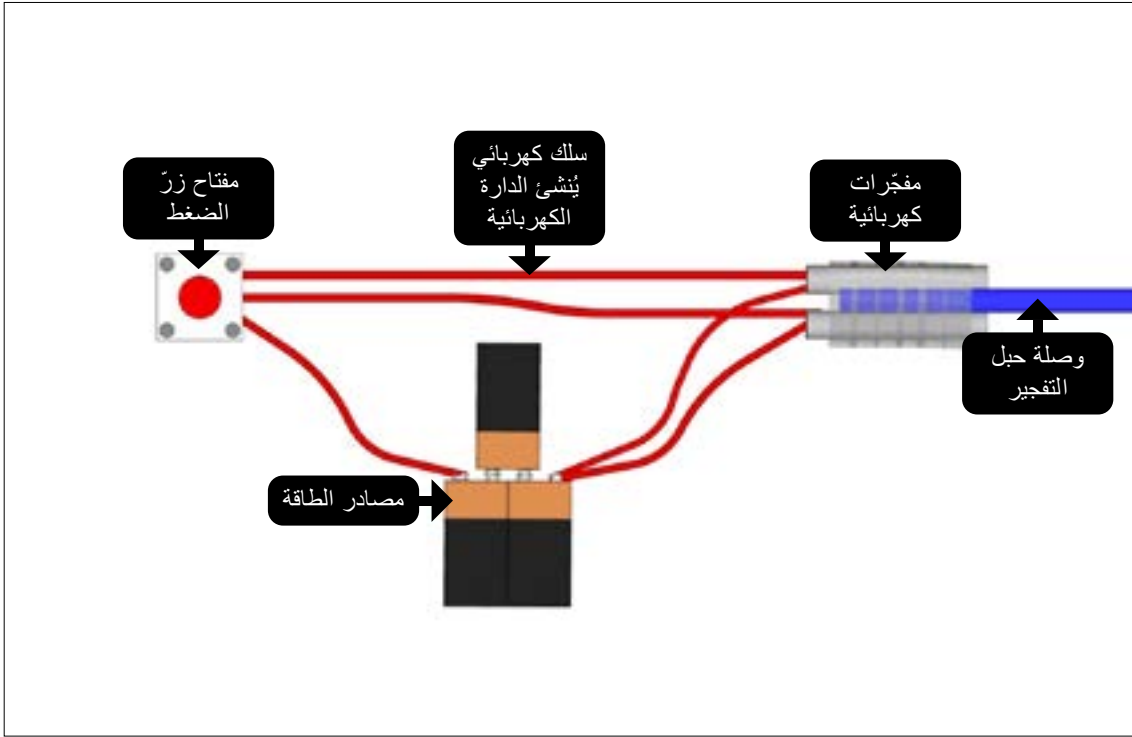 مفتاح زرّ
الضغط
سلك كهربائي
يُنشئ الدارة
الكهربائية
مفجّرات
كهربائية
وصلة حبل
التفجير
مصادر الطاقة